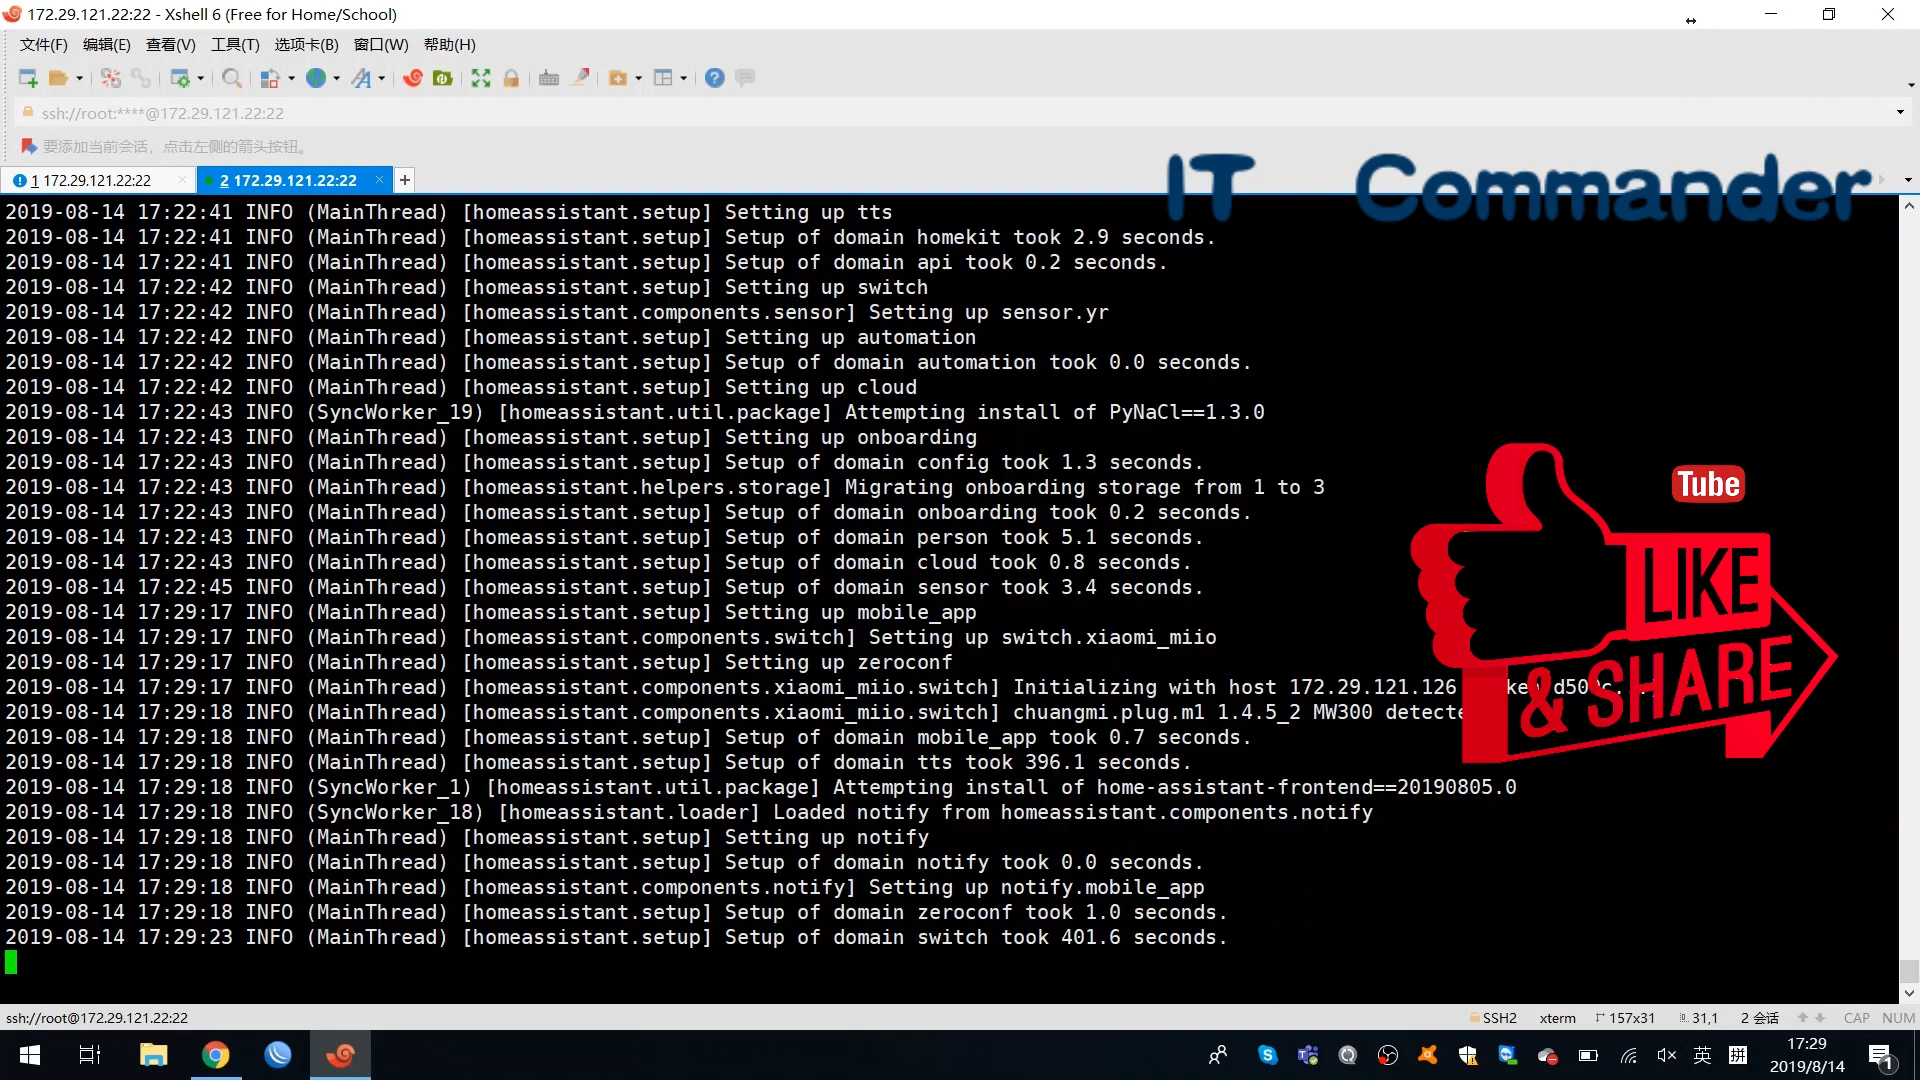 172.29.121.22:22 - Xshell 6 (Free for Home/School)
文件(F) 编辑(E) 查看(V) 工具(T) 选项卡(B) 窗口(W) 帮助(H)
ssh://root:****@172.29.121.22:22
要添加当前会话，点击左侧的箭头按钮。
IT Commander
1 172.29.121.22:22
2 172.29.121.22:22
2019-08-14 17:22:41 INFO (MainThread) [homeassistant.setup] Setting up tts
2019-08-14 17:22:41 INFO (MainThread) [homeassistant.setup] Setup of domain homekit took 2.9 seconds.
2019-08-14 17:22:41 INFO (MainThread) [homeassistant.setup] Setup of domain api took 0.2 seconds.
2019-08-14 17:22:42 INFO (MainThread) [homeassistant.setup] Setting up switch
2019-08-14 17:22:42 INFO (MainThread) [homeassistant.components.sensor] Setting up sensor.yr
2019-08-14 17:22:42 INFO (MainThread) [homeassistant.setup] Setting up automation
2019-08-14 17:22:42 INFO (MainThread) [homeassistant.setup] Setup of domain automation took 0.0 seconds.
2019-08-14 17:22:42 INFO (MainThread) [homeassistant.setup] Setting up cloud
2019-08-14 17:22:43 INFO (SyncWorker_19) [homeassistant.util.package] Attempting install of PyNaCl==1.3.0
2019-08-14 17:22:43 INFO (MainThread) [homeassistant.setup] Setting up onboarding
2019-08-14 17:22:43 INFO (MainThread) [homeassistant.setup] Setup of domain config took 1.3 seconds.
2019-08-14 17:22:43 INFO (MainThread) [homeassistant.helpers.storage] Migrating onboarding storage from 1 to 3
2019-08-14 17:22:43 INFO (MainThread) [homeassistant.setup] Setup of domain onboarding took 0.2 seconds.
2019-08-14 17:22:43 INFO (MainThread) [homeassistant.setup] Setup of domain person took 5.1 seconds.
2019-08-14 17:22:43 INFO (MainThread) [homeassistant.setup] Setup of domain cloud took 0.8 seconds.
2019-08-14 17:22:45 INFO (MainThread) [homeassistant.setup] Setup of domain sensor took 3.4 seconds.
2019-08-14 17:29:17 INFO (MainThread) [homeassistant.setup] Setting up mobile_app
2019-08-14 17:29:17 INFO (MainThread) [homeassistant.components.switch] Setting up switch.xiaomi_miio
2019-08-14 17:29:17 INFO (MainThread) [homeassistant.setup] Setting up zeroconf
2019-08-14 17:29:17 INFO (MainThread) [homeassistant.components.xiaomi_miio.switch] Initializing with host 172.29.121.126
2019-08-14 17:29:18 INFO (MainThread) [homeassistant.components.xiaomi_miio.switch] chuangmi.plug.m1 1.4.5_2 MW300 detecte
2019-08-14 17:29:18 INFO (MainThread) [homeassistant.setup] Setup of domain mobile_app took 0.7 seconds.
2019-08-14 17:29:18 INFO (MainThread) [homeassistant.setup] Setup of domain tts took 396.1 seconds.
2019-08-14 17:29:18 INFO (SyncWorker_1) [homeassistant.util.package] Attempting install of home-assistant-frontend==20190805.0
2019-08-14 17:29:18 INFO (SyncWorker_18) [homeassistant.loader] Loaded notify from homeassistant.components.notify
2019-08-14 17:29:18 INFO (MainThread) [homeassistant.setup] Setting up notify
2019-08-14 17:29:18 INFO (MainThread) [homeassistant.setup] Setup of domain notify took 0.0 seconds.
2019-08-14 17:29:18 INFO (MainThread) [homeassistant.components.notify] Setting up notify.mobile_app
2019-08-14 17:29:18 INFO (MainThread) [homeassistant.setup] Setup of domain zeroconf took 1.0 seconds.
2019-08-14 17:29:23 INFO (MainThread) [homeassistant.setup] Setup of domain switch took 401.6 seconds.
Tube
LIKE
& SHARE
ssh://root@172.29.121.22:22
SSH2 xterm 157x31 31,1 2 会话 CAP NUM
英 拼
17:29
2019/8/14
1